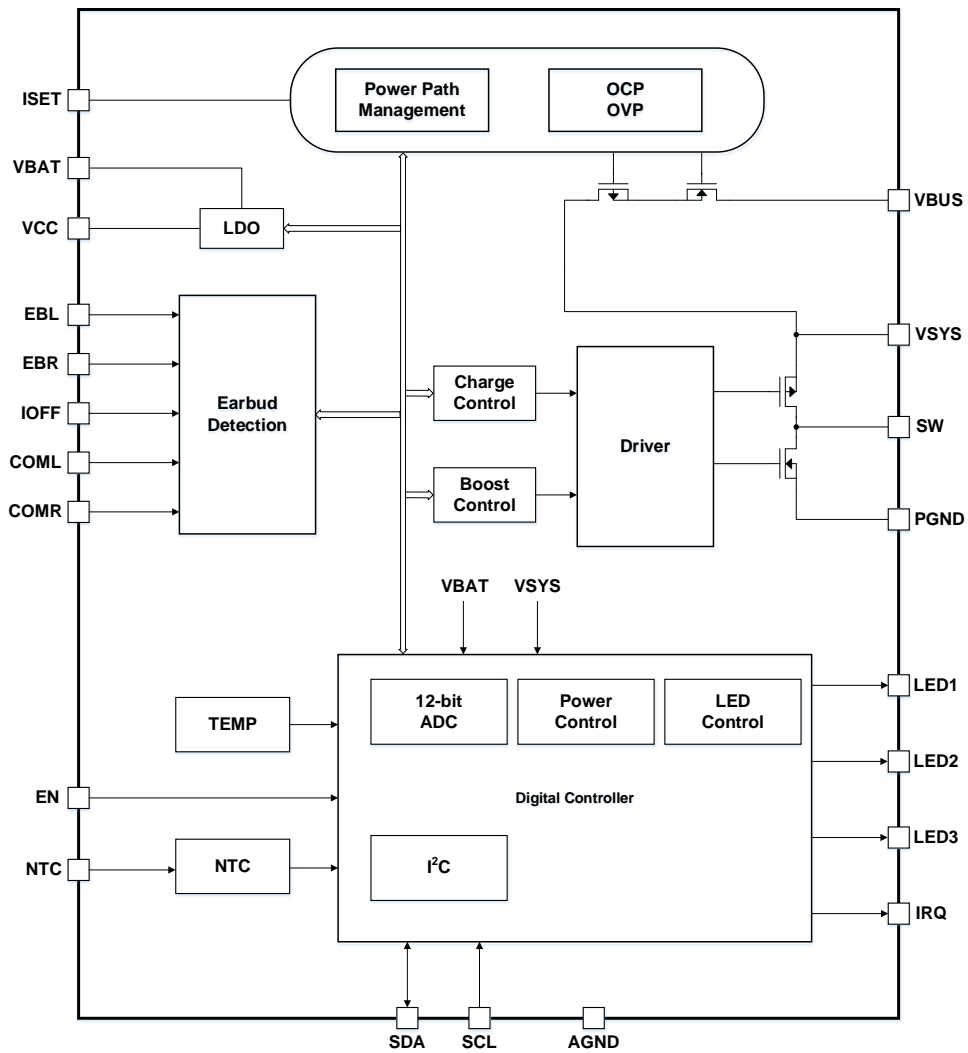 Power Path
Management
OCP
OVP
ISET
VBAT
VCC
LDO
VBUS
EBL
EBR
IOFF
COML
COMR
Earbud
Detection
Charge
Control
Boost
Control
Driver
VSYS
SW
PGND
VBAT
VSYS
12-bit
ADC
Power
Control
LED
Control
TEMP
EN
Digital Controller
NTC
NTC
I²C
LED1
LED2
LED3
IRQ
SDA
SCL
AGND